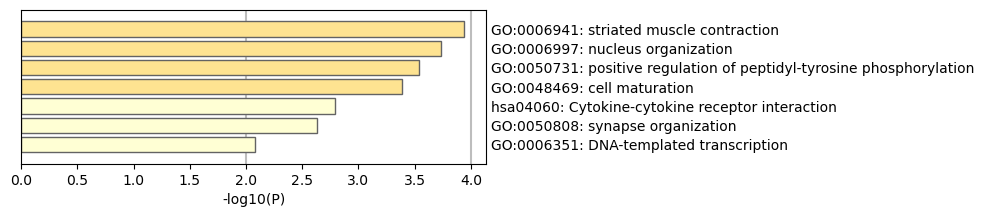 GO:0006941: striated muscle contraction
GO:0006997: nucleus organization
GO:0050731: positive regulation of peptidyl-tyrosine phosphorylation
GO:0048469: cell maturation
hsa04060: Cytokine-cytokine receptor interaction
GO:0050808: synapse organization
GO:0006351: DNA-templated transcription
0.0 0.5 1.0 1.5 2.0 2.5 3.0 3.5 4.0
-log10(P)